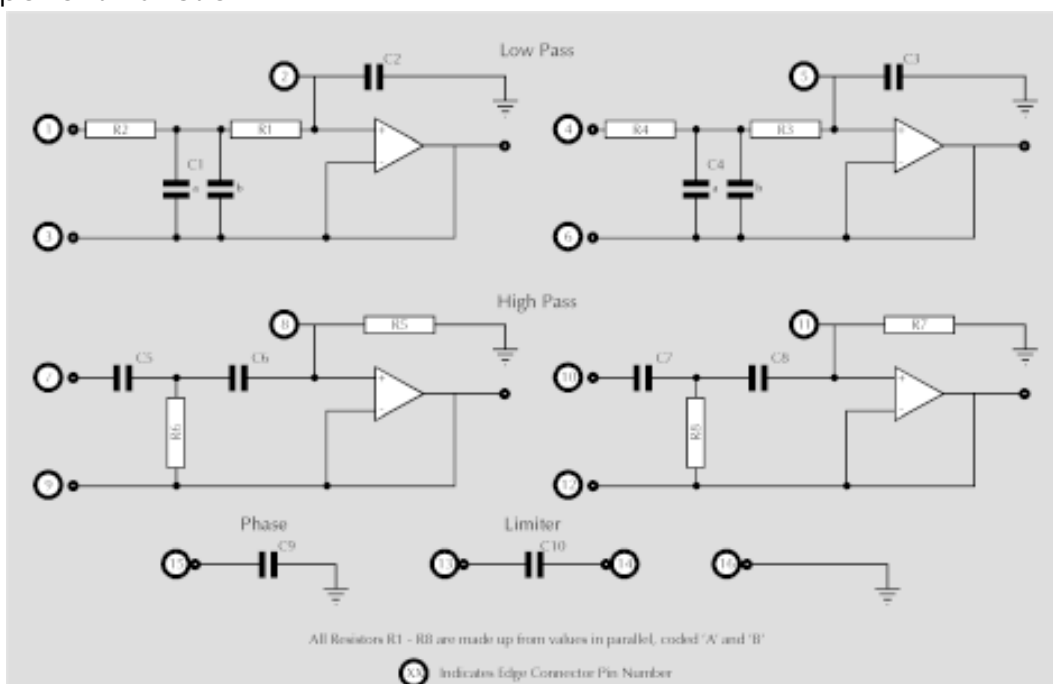 Low Pass
2 C2 5 C3
1 R2 R1 + 4 R4 R3 +
C1 a b - C4 a b -
3 6
High Pass
8 R5 11 R7
7 C5 C6 + 10 C7 C8 +
R6 - R8 -
9 12
Phase Limiter
15 C9 13 C10 14 16
All Resistors R1 - R8 are made up from values in parallel, coded 'A' and 'B'
XX Indicates Edge Connector Pin Number